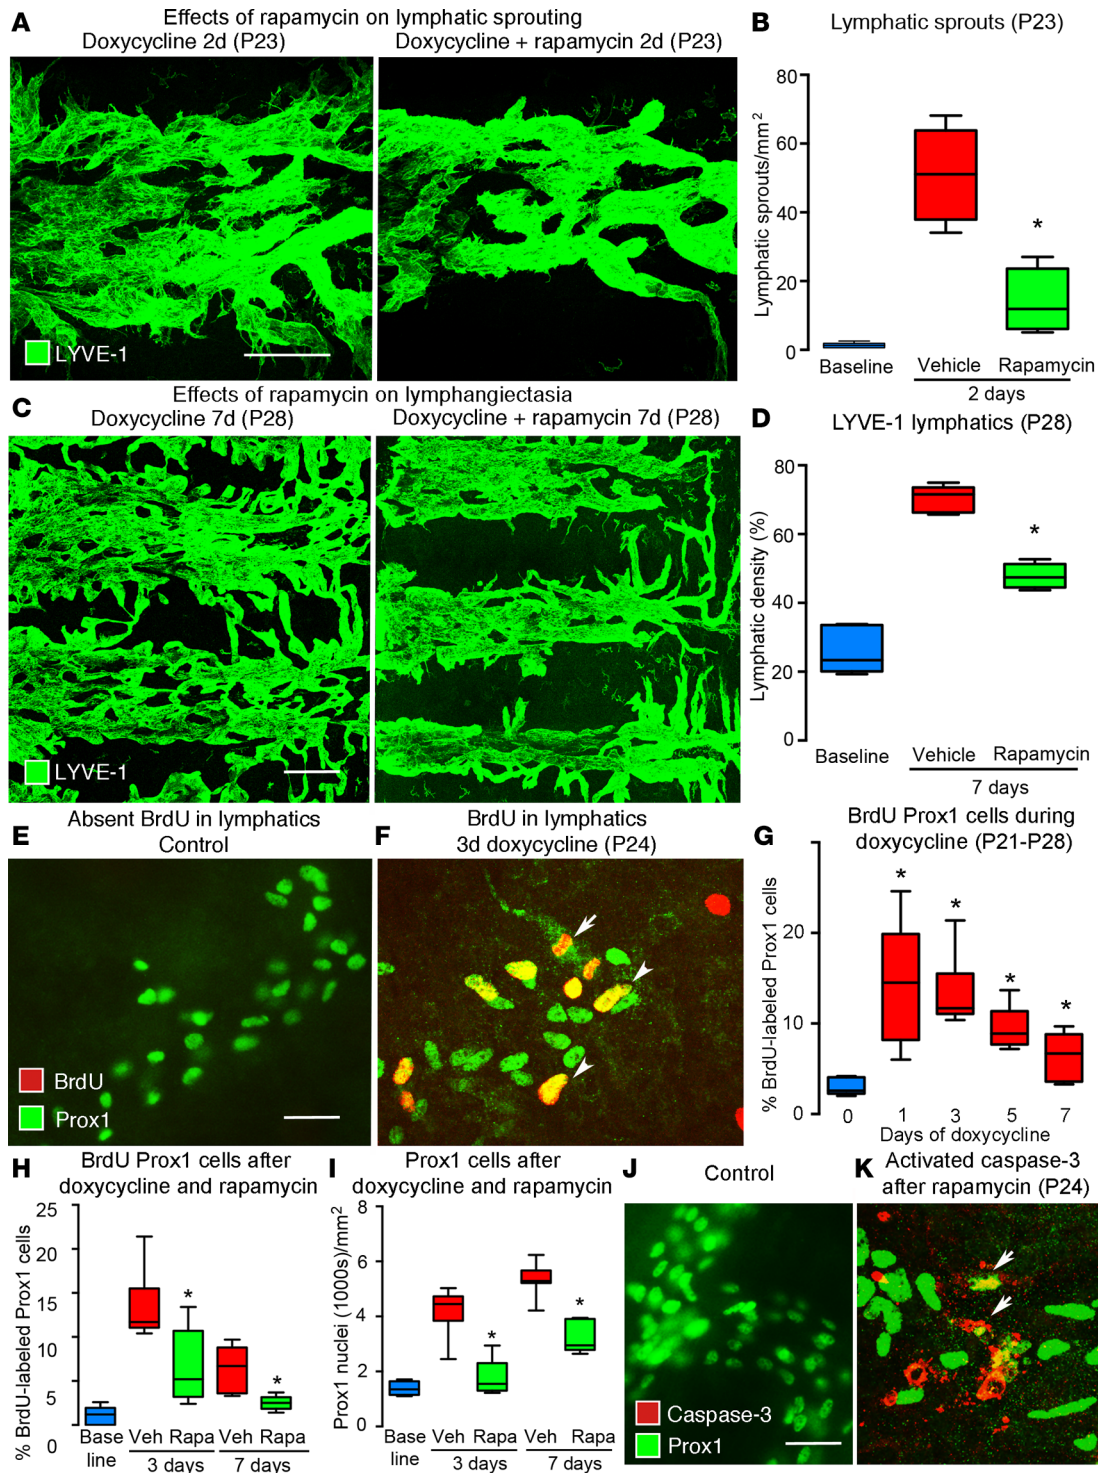 A
Effects of rapamycin on lymphatic sprouting
Doxycycline 2d (P23)
Doxycycline + rapamycin 2d (P23)
LYVE-1
B
Lymphatic sprouts (P23)
Lymphatic sprouts/mm2
80
60
40
20
0
Baseline
Vehicle
Rapamycin
2 days
C
Effects of rapamycin on lymphangiectasia
Doxycycline 7d (P28)
Doxycycline + rapamycin 7d (P28)
LYVE-1
D
LYVE-1 lymphatics (P28)
Lymphatic density (%)
80
60
40
20
0
*
Baseline
Vehicle
Rapamycin
7 days
E
Absent BrdU in lymphatics
Control
BrdU
Prox1
F
BrdU in lymphatics
3d doxycycline (P24)
G
BrdU Prox1 cells during
doxycycline (P21-P28)
% BrdU-labeled Prox1 cells
20
10
0
* * * *
0 1 3 5 7
Days of doxycycline
H
BrdU Prox1 cells after
doxycycline and rapamycin
% BrdU-labeled Prox1 cells
25
20
15
10
5
0
* *
Base
line
Veh Rapa Veh Rapa
3 days 7 days
I
Prox1 cells after
doxycycline and rapamycin
Prox1 nuclei (1000s)/mm2
8
6
4
2
0
* *
Base
line
Veh Rapa Veh Rapa
3 days 7 days
J
Control
Caspase-3
Prox1
K
Activated caspase-3
after rapamycin (P24)